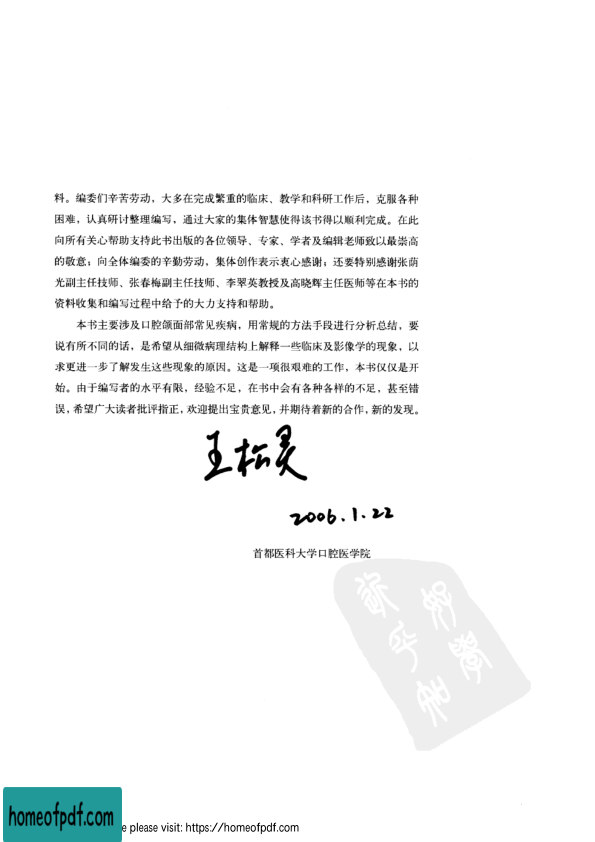 料。编委们辛苦劳动，大多在完成繁重的临床、教学和科研工作后，克服各种
困难，认真研讨整理编写，通过大家的集体智慧使得该书得以顺利完成。在此
向所有关心帮助支持此书出版的各位领导、专家、学者及编辑老师致以最崇高
的敬意；向全体编委的辛勤劳动，集体创作表示衷心感谢；还要特别感谢张荫
光副主任技师、张春梅副主任技师、李翠英教授及高晓辉主任医师等在本书的
资料收集和编写过程中给予的大力支持和帮助。
本书主要涉及口腔颌面部常见疾病，用常规的方法手段进行分析总结，要
说有所不同的话，是希望从细微病理结构上解释一些临床及影像学的现象，以
求更进一步了解发生这些现象的原因。这是一项很艰难的工作，本书仅仅是开
始。由于编写者的水平有限，经验不足，在书中会有各种各样的不足，甚至错
误，希望广大读者批评指正，欢迎提出宝贵意见，并期待着新的合作，新的发现。
王松灵
2006.1.22
首都医科大学口腔医学院
homeofpdf.com
e please visit: https://homeofpdf.com